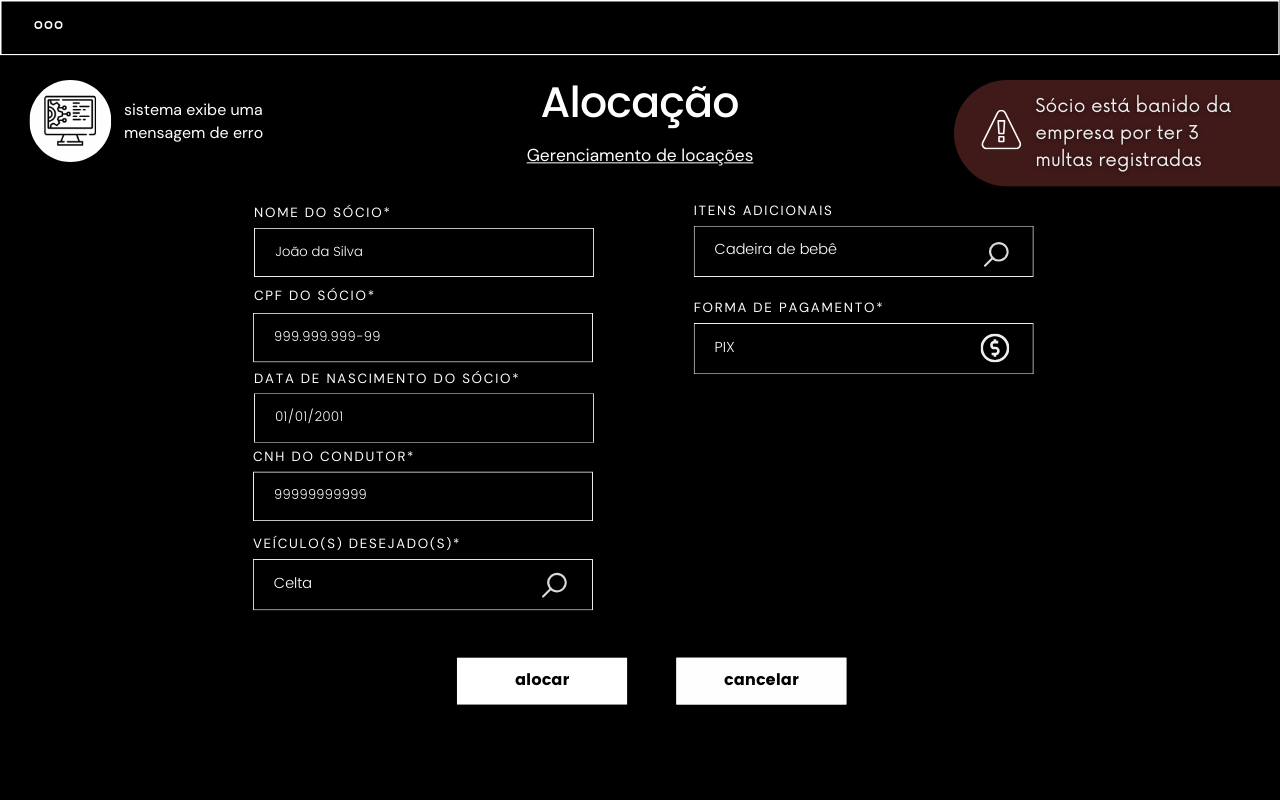 sistema exibe uma
mensagem de erro
Alocação
Gerenciamento de locações
Sócio está banido da
empresa por ter 3
multas registradas
NOME DO SÓCIO*
João da Silva
CPF DO SÓCIO*
999.999.999-99
DATA DE NASCIMENTO DO SÓCIO*
01/01/2001
CNH DO CONDUTOR*
99999999999
VEÍCULO(S) DESEJADO(S)*
Celta
ITENS ADICIONAIS
Cadeira de bebê
FORMA DE PAGAMENTO*
PIX
alocar
cancelar